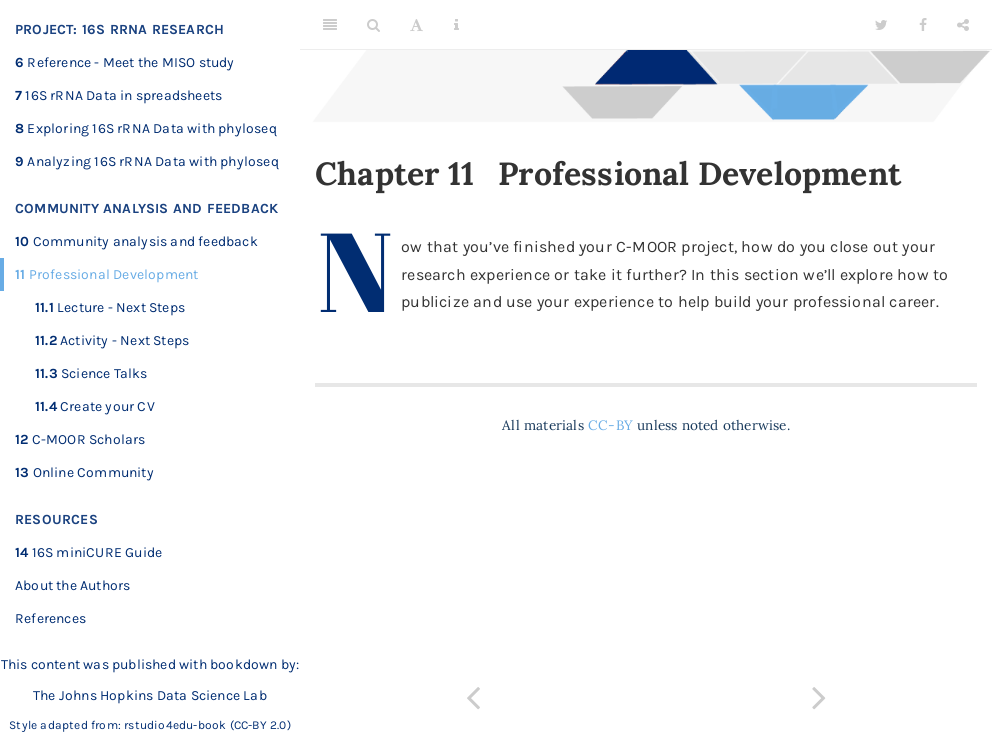 PROJECT: 16S RRNA RESEARCH
6 Reference - Meet the MISO study
7 16S rRNA Data in spreadsheets
8 Exploring 16S rRNA Data with phyloseq
9 Analyzing 16S rRNA Data with phyloseq
COMMUNITY ANALYSIS AND FEEDBACK
10 Community analysis and feedback
11 Professional Development
11.1 Lecture - Next Steps
11.2 Activity - Next Steps
11.3 Science Talks
11.4 Create your CV
12 C-MOOR Scholars
13 Online Community
RESOURCES
14 16S miniCURE Guide
About the Authors
References
This content was published with bookdown by:
The Johns Hopkins Data Science Lab
Style adapted from: rstudio4edu-book (CC-BY 2.0)
Chapter 11 Professional Development
Now that you've finished your C-MOOR project, how do you close out your
research experience or take it further? In this section we'll explore how to
publicize and use your experience to help build your professional career.
All materials CC-BY unless noted otherwise.